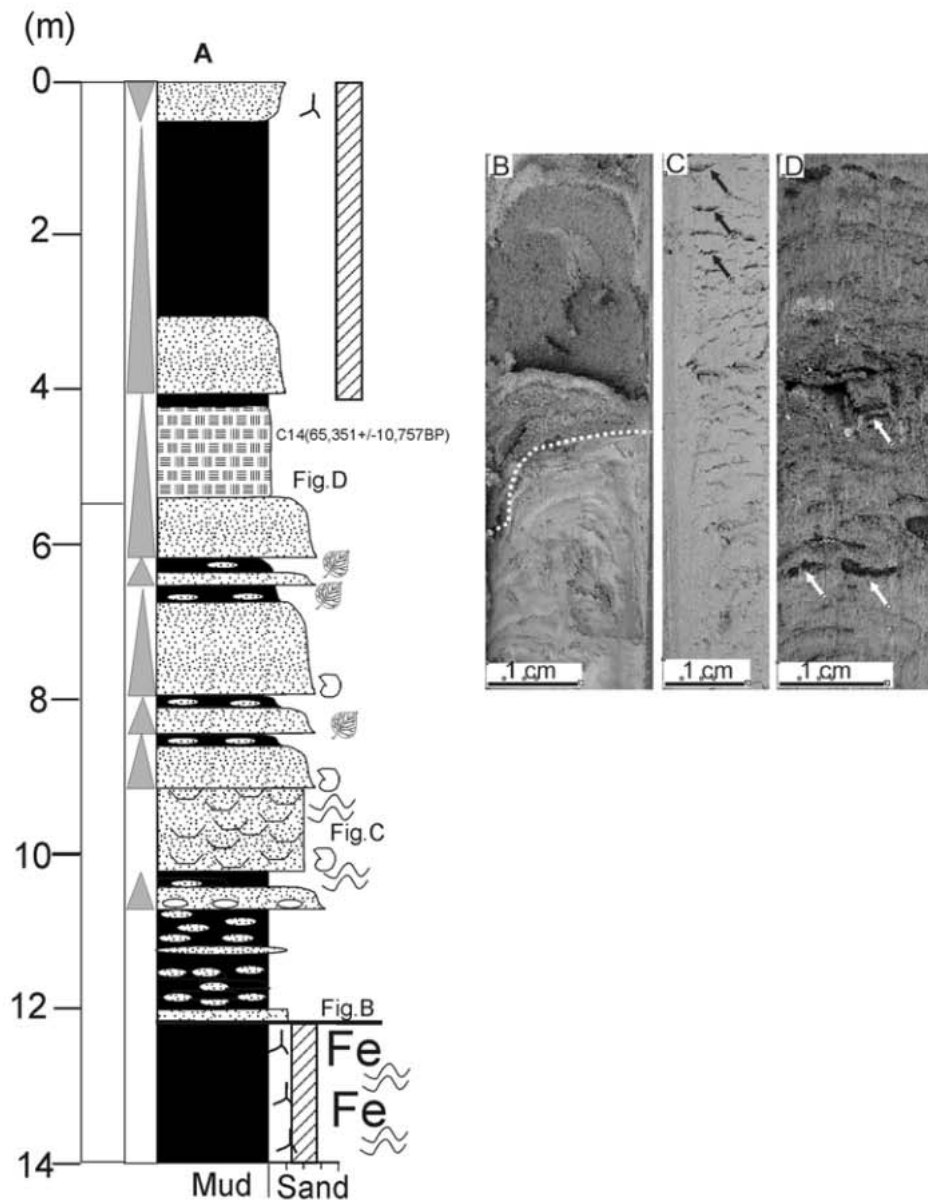 (m)
A
0
2
4
C14(65,351+/-10,757BP)
Fig.D
6
8
Fig.C
10
12
Fig.B
Fe
Fe
14
Mud Sand
B
C
D
1 cm
1 cm
1 cm